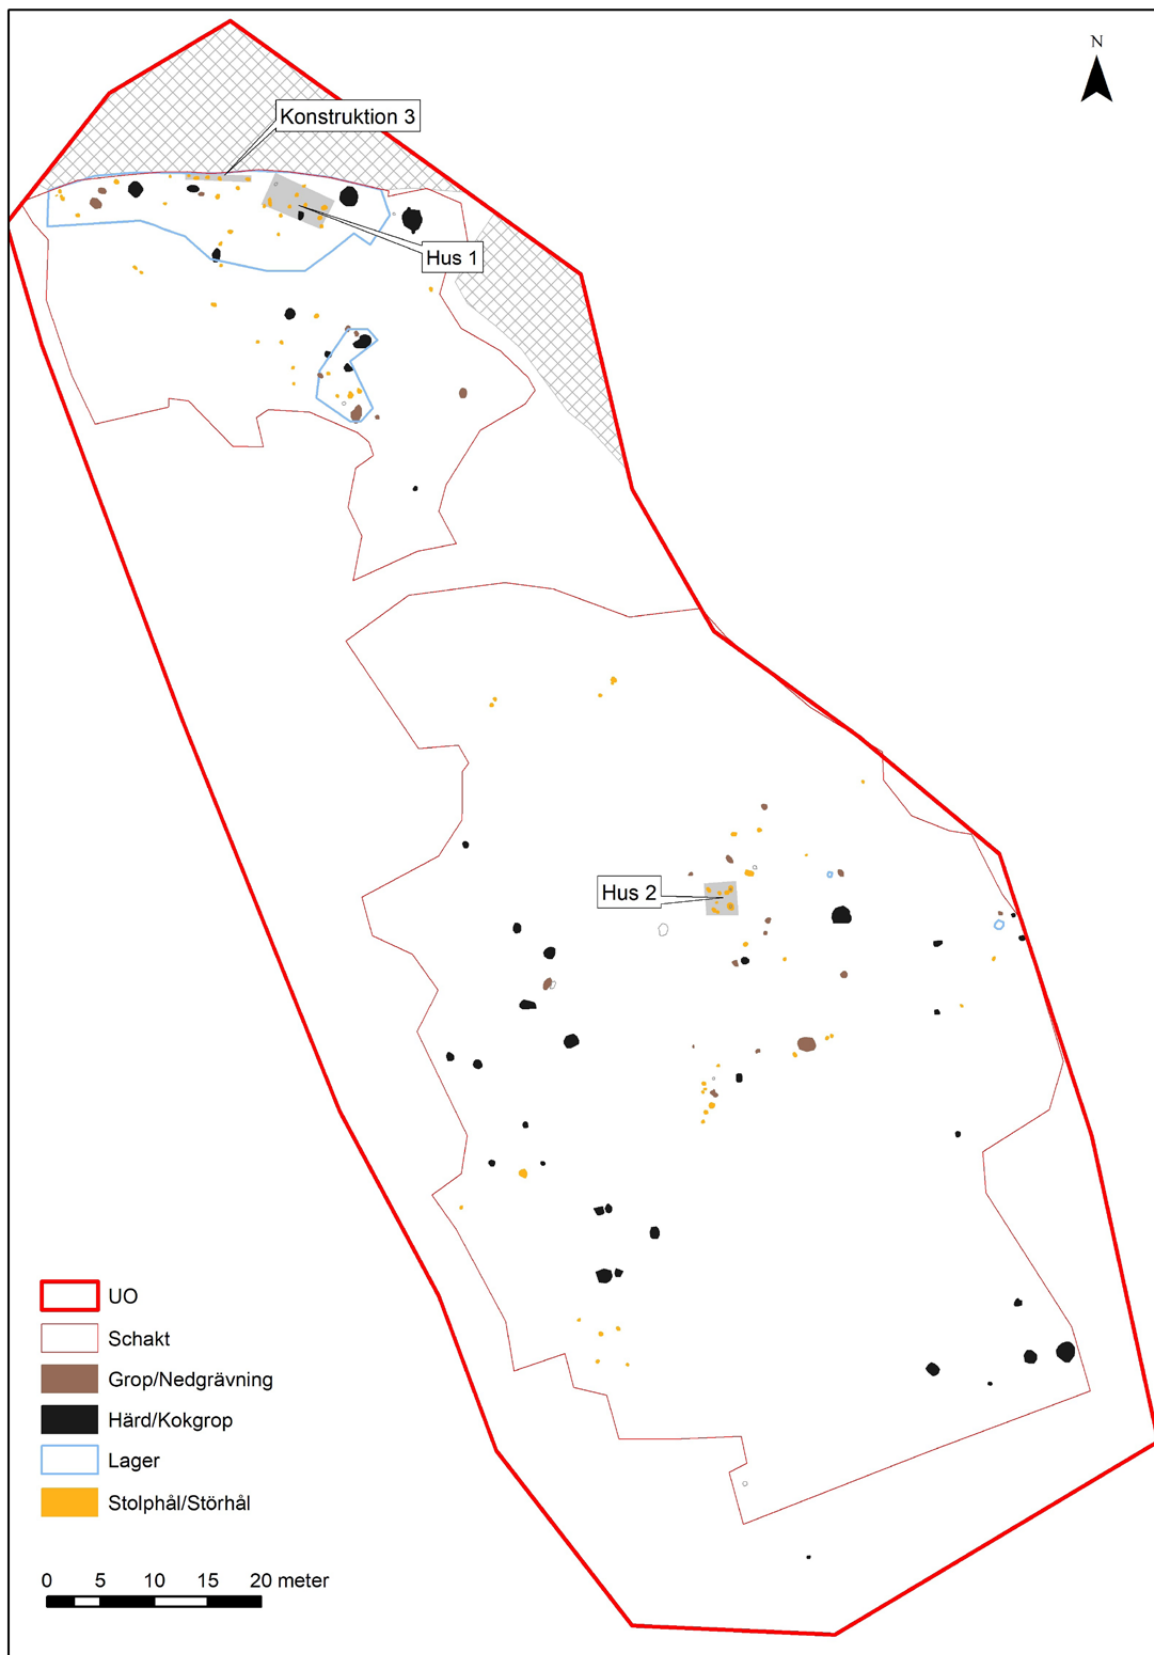 N
Konstruktion 3
Hus 1
Hus 2
UO
Schakt
Grop/Nedgrävning
Härd/Kokgrop
Lager
Stolphål/Störhål
0 5 10 15 20 meter